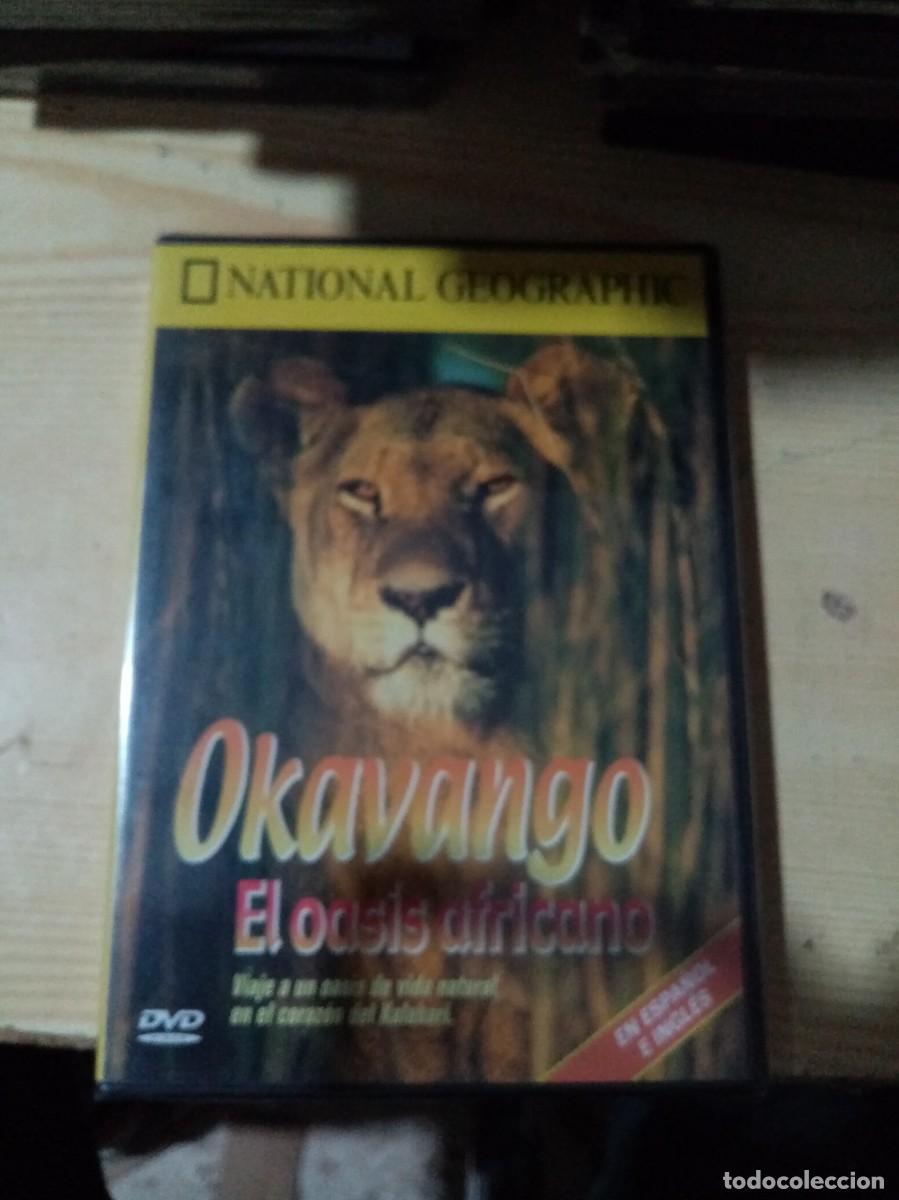 NATIONAL GEOGRAPHIC
Okavango
El oasis africano
Viaje a un oasis de vida natural,
en el corazón del Kalahari.
DVD
EN ESPAÑOL
E INGLÉS
todocoleccion